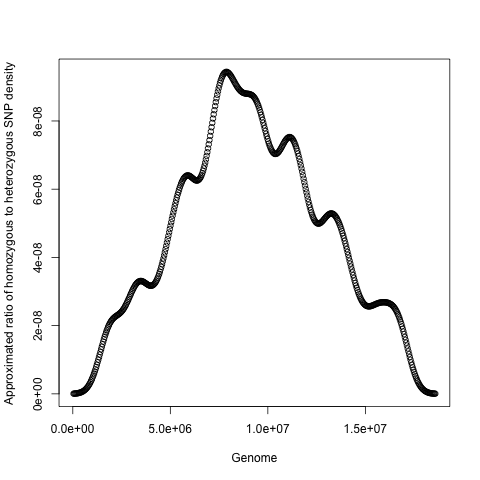 Approximated ratio of homozygous to heterozygous SNP density
8e-08
6e-08
4e-08
2e-08
0e+00
0.0e+00 5.0e+06 1.0e+07 1.5e+07
Genome